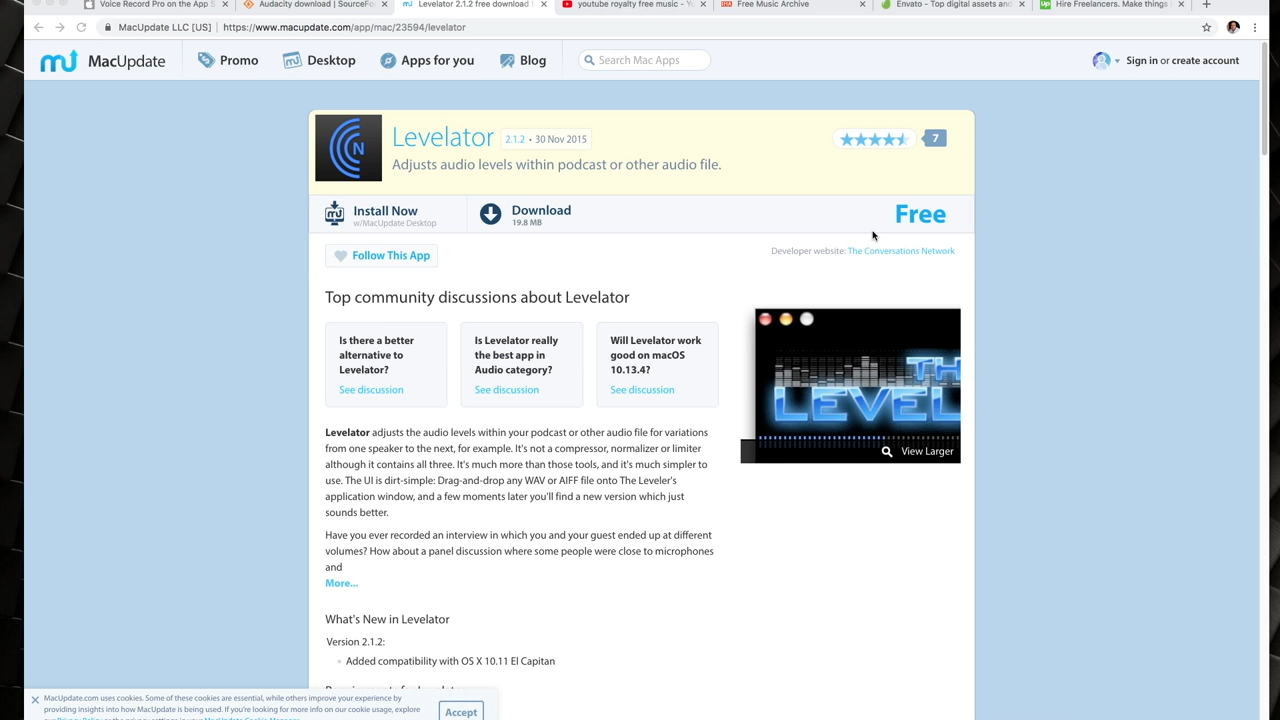 Voice Record Pro on the App S
Audacity download | SourceFo
Levelator 2.1.2 free download
youtube royalty free music - Yo
Free Music Archive
Envato - Top digital assets and
Hire Freelancers. Make things
MacUpdate LLC [US] | https://www.macupdate.com/app/mac/23594/levelator
MacUpdate
Promo
Desktop
Apps for you
Blog
Search Mac Apps
Sign in or create account
N
Levelator 2.1.2 • 30 Nov 2015
7
Adjusts audio levels within podcast or other audio file.
Install Now
w/MacUpdate Desktop
Download
19.8 MB
Free
Follow This App
Developer website: The Conversations Network
Top community discussions about Levelator
Is there a better
alternative to
Levelator?
See discussion
Is Levelator really
the best app in
Audio category?
See discussion
Will Levelator work
good on macOS
10.13.4?
See discussion
TH
LEVEL
View Larger
Levelator adjusts the audio levels within your podcast or other audio file for variations
from one speaker to the next, for example. It's not a compressor, normalizer or limiter
although it contains all three. It's much more than those tools, and it's much simpler to
use. The UI is dirt-simple: Drag-and-drop any WAV or AIFF file onto The Leveler's
application window, and a few moments later you'll find a new version which just
sounds better.
Have you ever recorded an interview in which you and your guest ended up at different
volumes? How about a panel discussion where some people were close to microphones
and
More...
What's New in Levelator
Version 2.1.2:
Added compatibility with OS X 10.11 El Capitan
MacUpdate.com uses cookies. Some of these cookies are essential, while others improve your experience by
providing insights into how MacUpdate is being used. If you're looking for more info on our cookie usage, explore
Accept